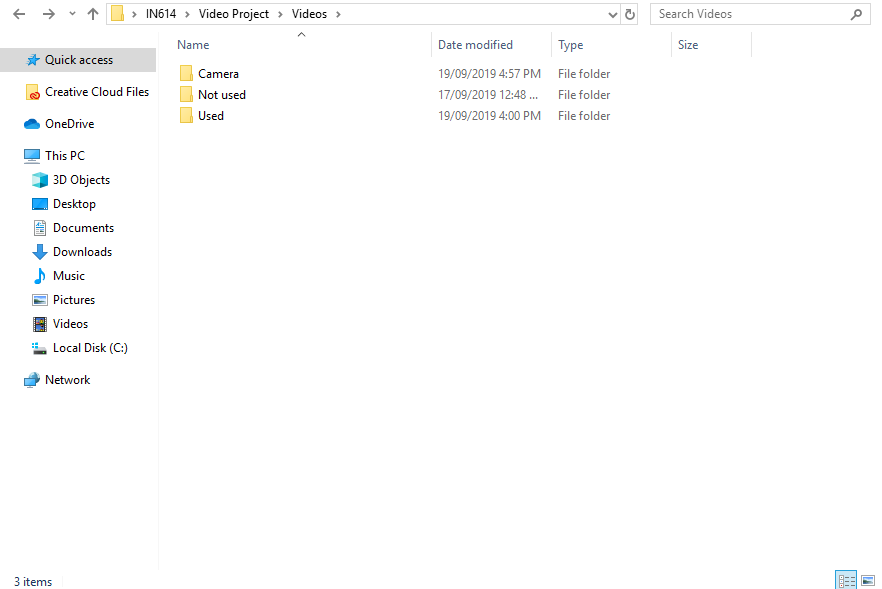 IN614 > Video Project > Videos >
Search Videos
Name Date modified Type Size
Quick access
Creative Cloud Files
OneDrive
This PC
3D Objects
Desktop
Documents
Downloads
Music
Pictures
Videos
Local Disk (C:)
Network
Camera 19/09/2019 4:57 PM File folder
Not used 17/09/2019 12:48 ... File folder
Used 19/09/2019 4:00 PM File folder
3 items